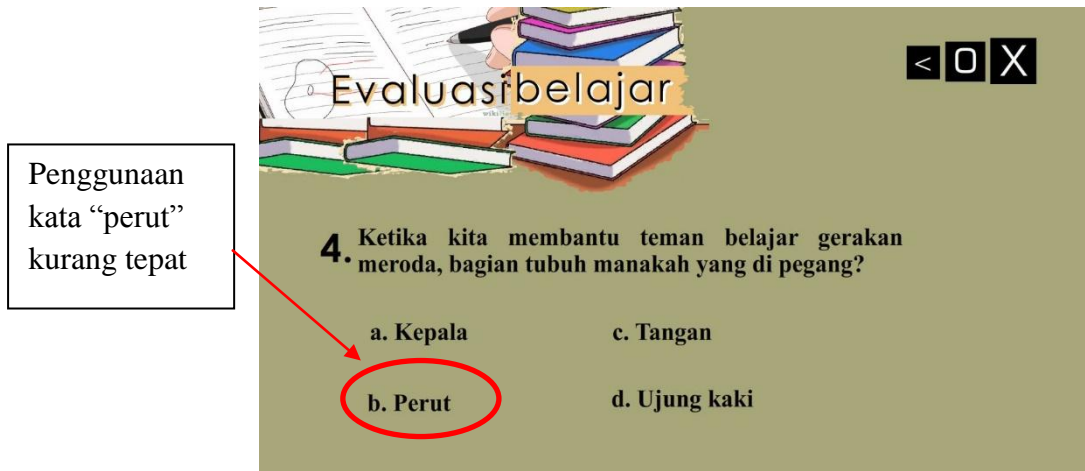 Evaluasi belajar
< O X
Penggunaan
kata “perut”
kurang tepat
4. Ketika kita membantu teman belajar gerakan
meroda, bagian tubuh manakah yang di pegang?
a. Kepala
c. Tangan
b. Perut
d. Ujung kaki